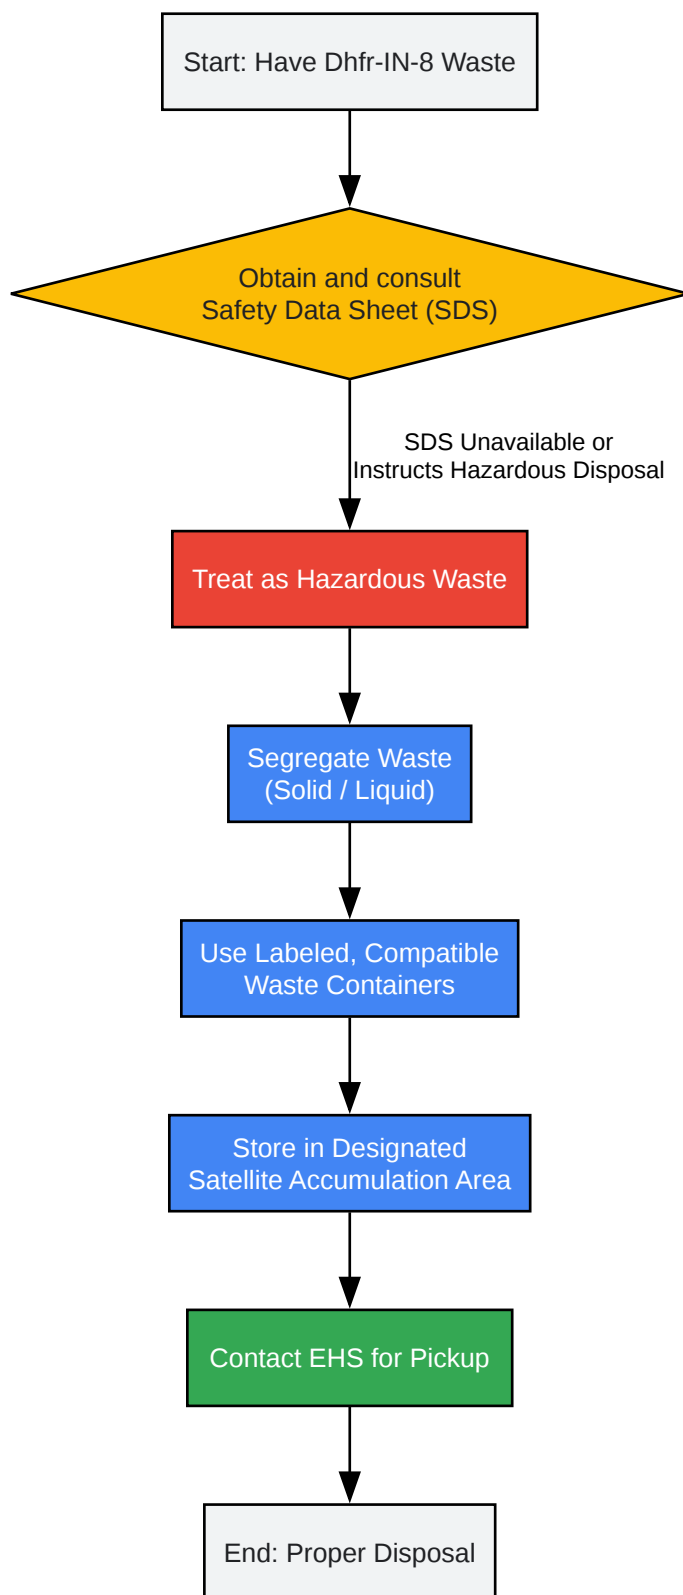 Start: Have Dhfr-IN-8 Waste
Obtain and consult
Safety Data Sheet (SDS)
SDS Unavailable or
Instructs Hazardous Disposal
Treat as Hazardous Waste
Segregate Waste
(Solid / Liquid)
Use Labeled, Compatible
Waste Containers
Store in Designated
Satellite Accumulation Area
Contact EHS for Pickup
End: Proper Disposal